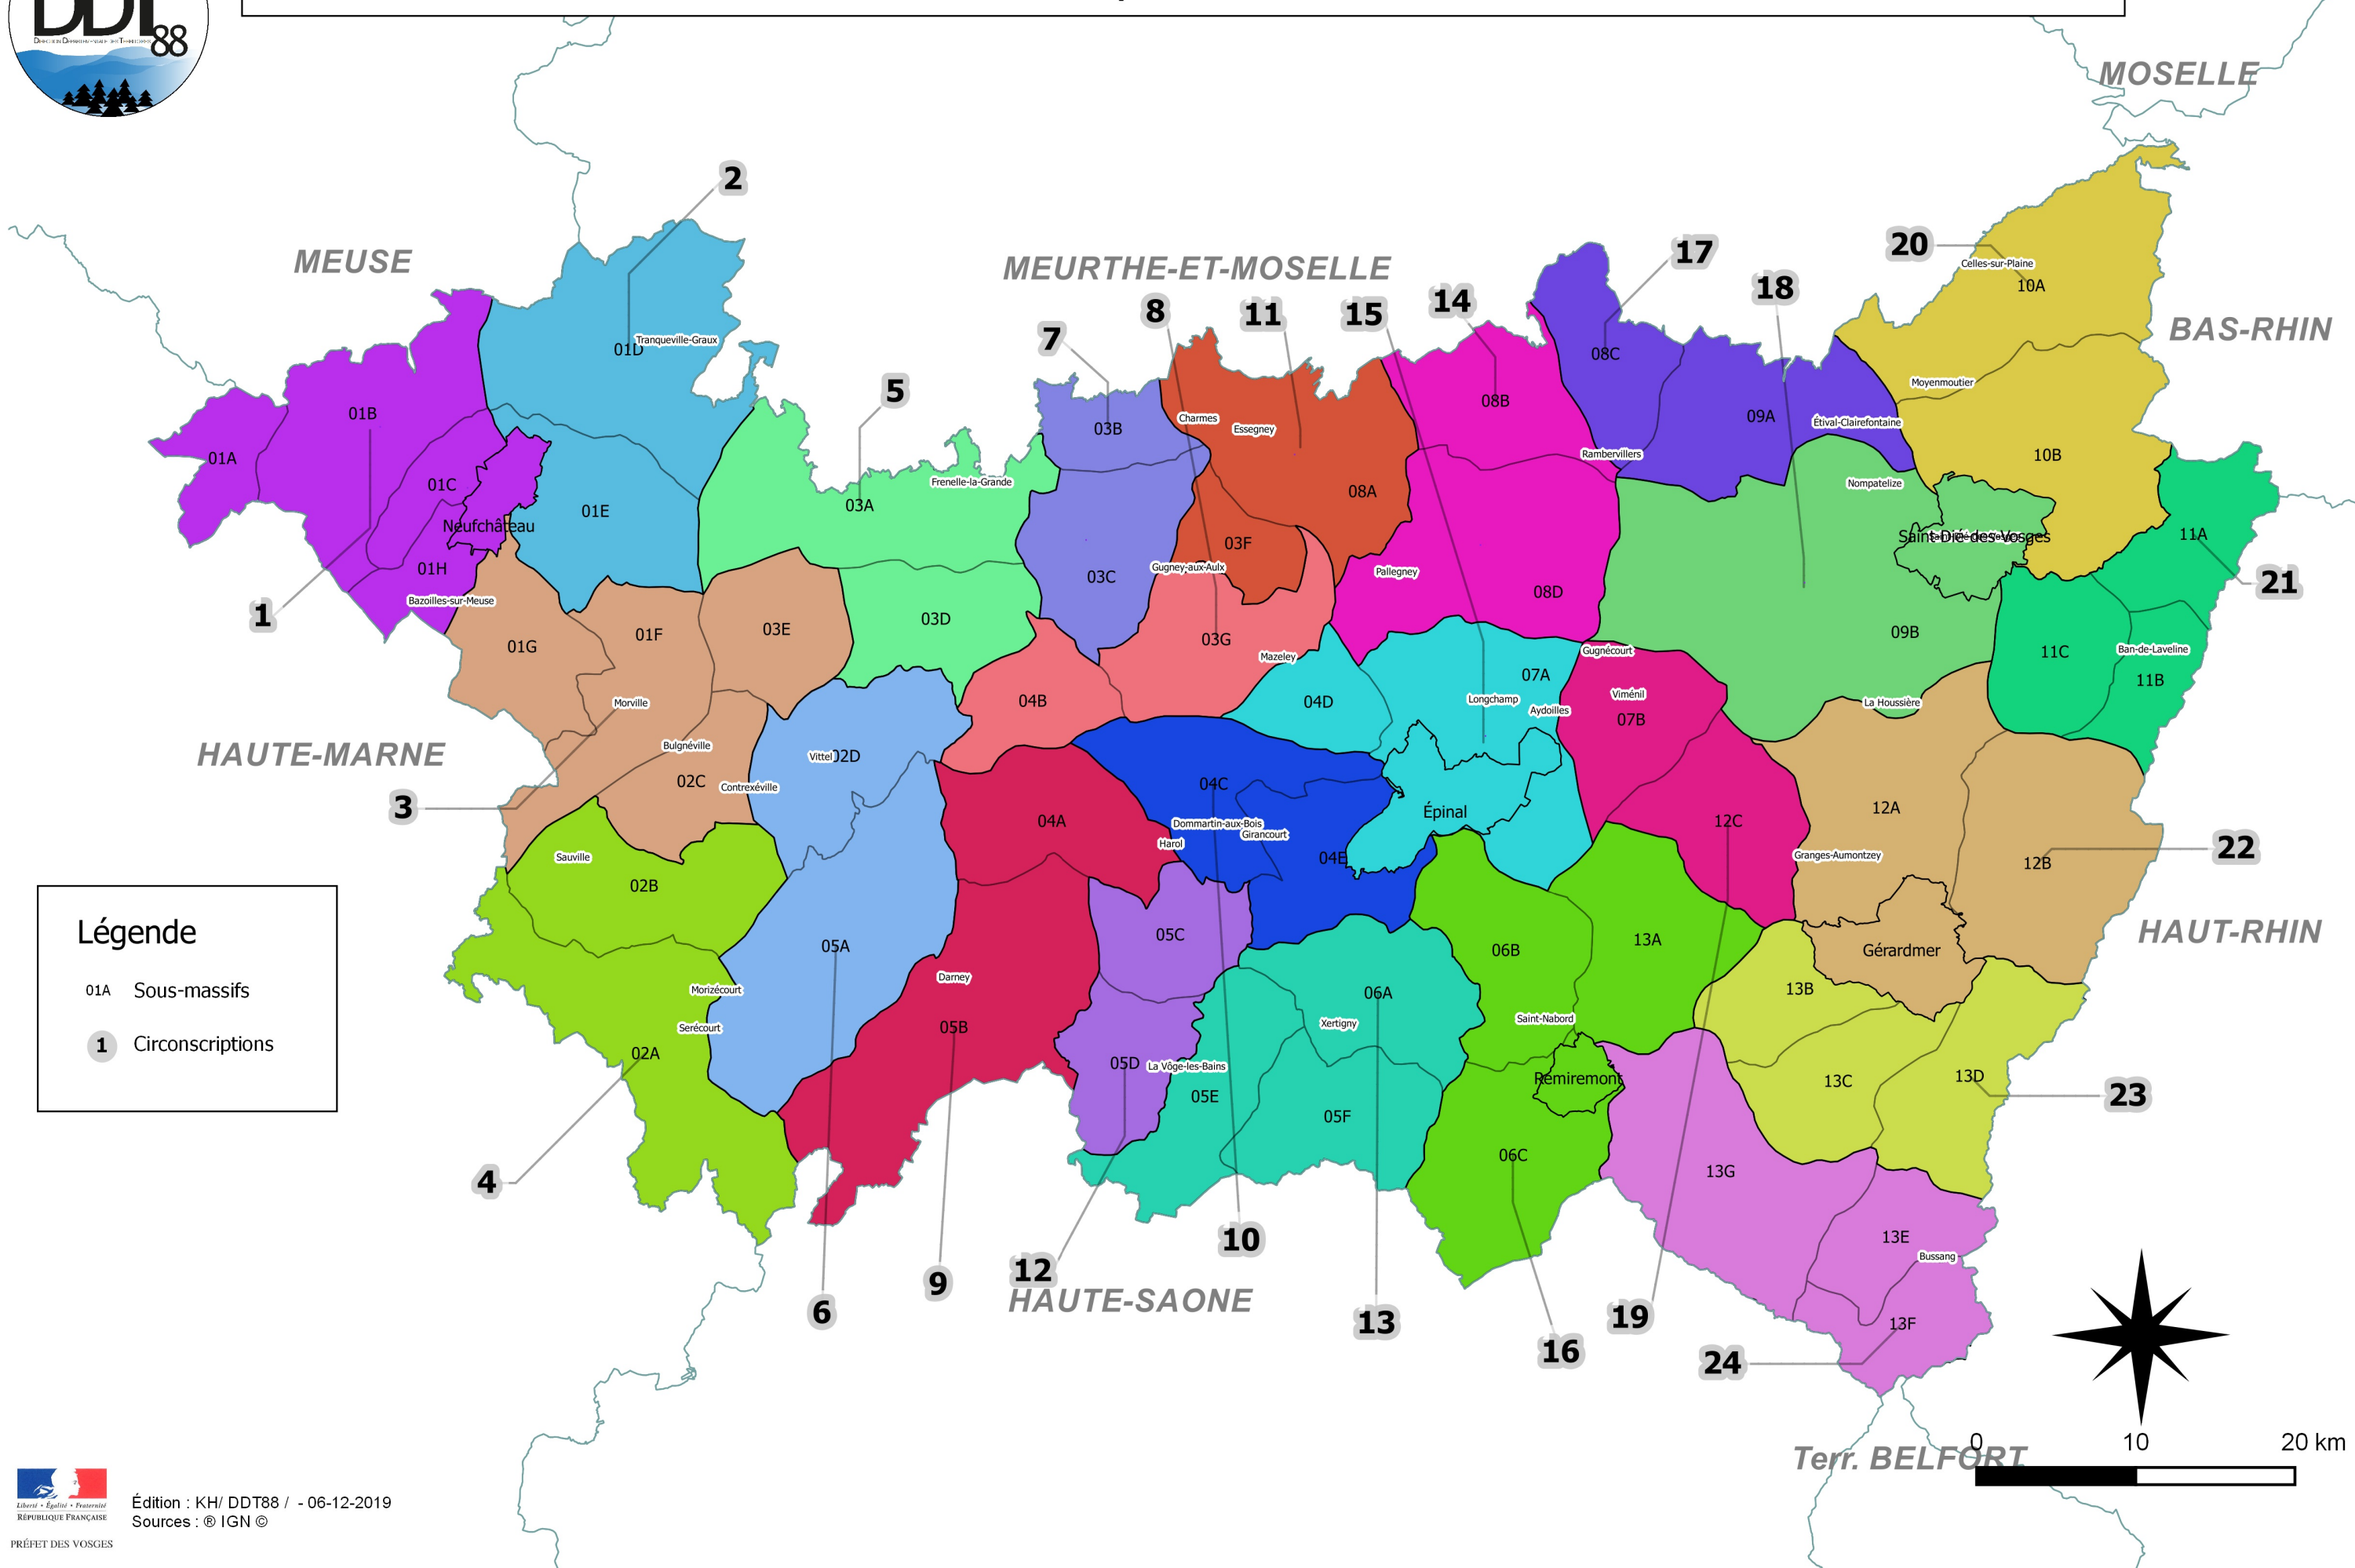 DDT
88
MOSELLE
2
MEUSE
MEURTHE-ET-MOSELLE
17
20
Celles-sur-Plaine
10A
18
8
11
15
14
BAS-RHIN
7
01D
Tranqueville-Graux
08C
Moyenmoutier
5
01B
08B
03B
Charmes
Essegney
09A
Étival-Clairefontaine
01A
Rambervillers
10B
01C
Frenelle-la-Grande
Nompatelize
03A
08A
01E
Neufchâteau
Saint-Dié-des-Vosges
11A
03F
01H
Gugney-aux-Aulx
Pallegney
03C
21
08D
Bazoilles-sur-Meuse
1
03D
01G
01F
03E
03G
09B
Mazeley
Gugnécourt
11C
Ban-de-Laveline
11B
07A
Viménil
Morville
04B
04D
Longchamp
Aydoilles
07B
La Houssière
HAUTE-MARNE
Bulgnéville
Vittel
02D
02C
Contrexéville
04C
3
12A
Épinal
04A
Dommartin-aux-Bois
Girancourt
12C
Harol
04E
Granges-Aumontzey
12B
22
Sauville
02B
Légende
05C
HAUT-RHIN
05A
06B
13A
Gérardmer
01A Sous-massifs
Morizécourt
Darney
06A
13B
Serécourt
05B
Xertigny
Saint-Nabord
1 Circonscriptions
02A
05D
La Vôge-les-Bains
Remiremont
13C
13D
05E
23
05F
06C
13G
4
13E
10
12
Bussang
9
HAUTE-SAONE
6
13
19
13F
16
24
0 10 20 km
Terr. BELFORT
Liberté • Égalité • Fraternité
RÉPUBLIQUE FRANÇAISE
PRÉFET DES VOSGES
Édition : KH/ DDT88 / - 06-12-2019
Sources : ® IGN ©